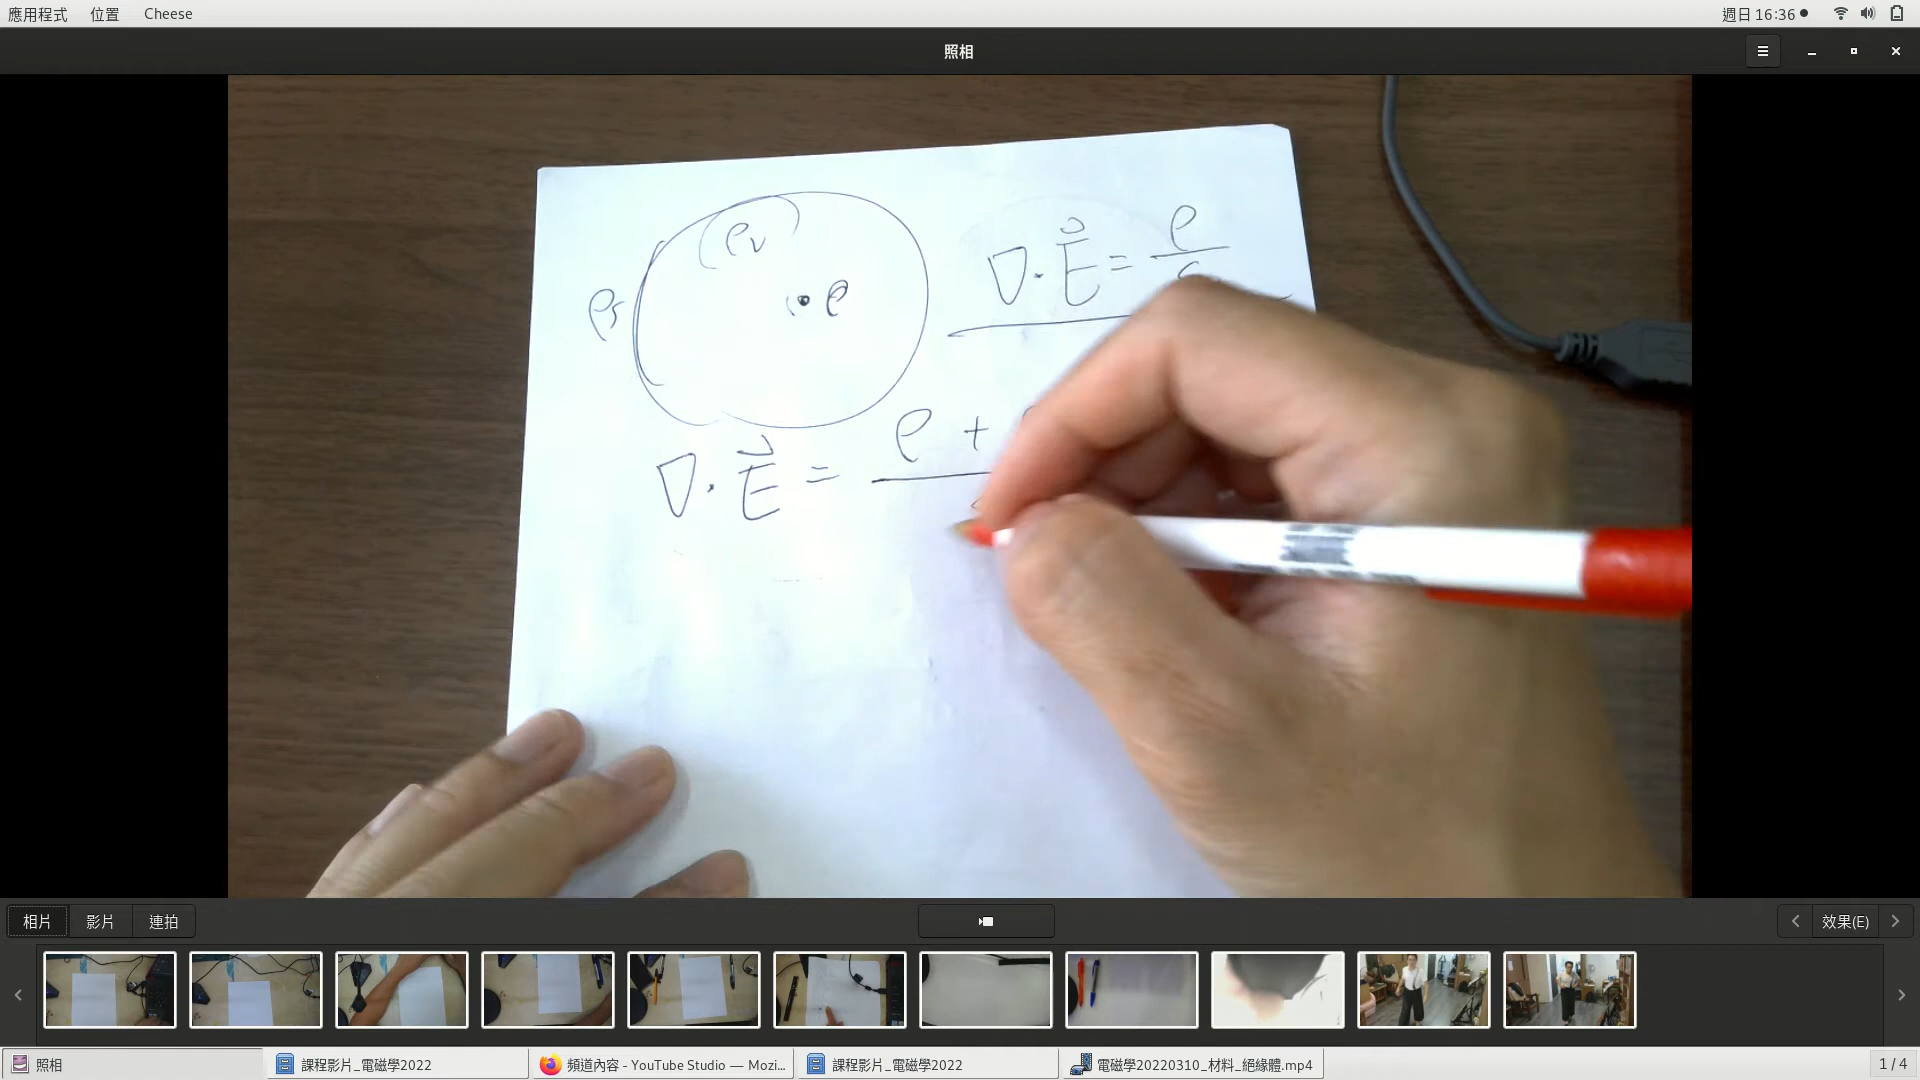 應用程式 位置 Cheese 週日 16:36
照相
ρv
ρs
ρ
∇·E⃗ = ρ
∇·E⃗ = ρ +
相片 影片 連拍 效果(E)
照相 課程影片_電磁學2022 頻道內容 - YouTube Studio — Mozi... 課程影片_電磁學2022 電磁學20220310_材料_絕緣體.mp4 1 / 4